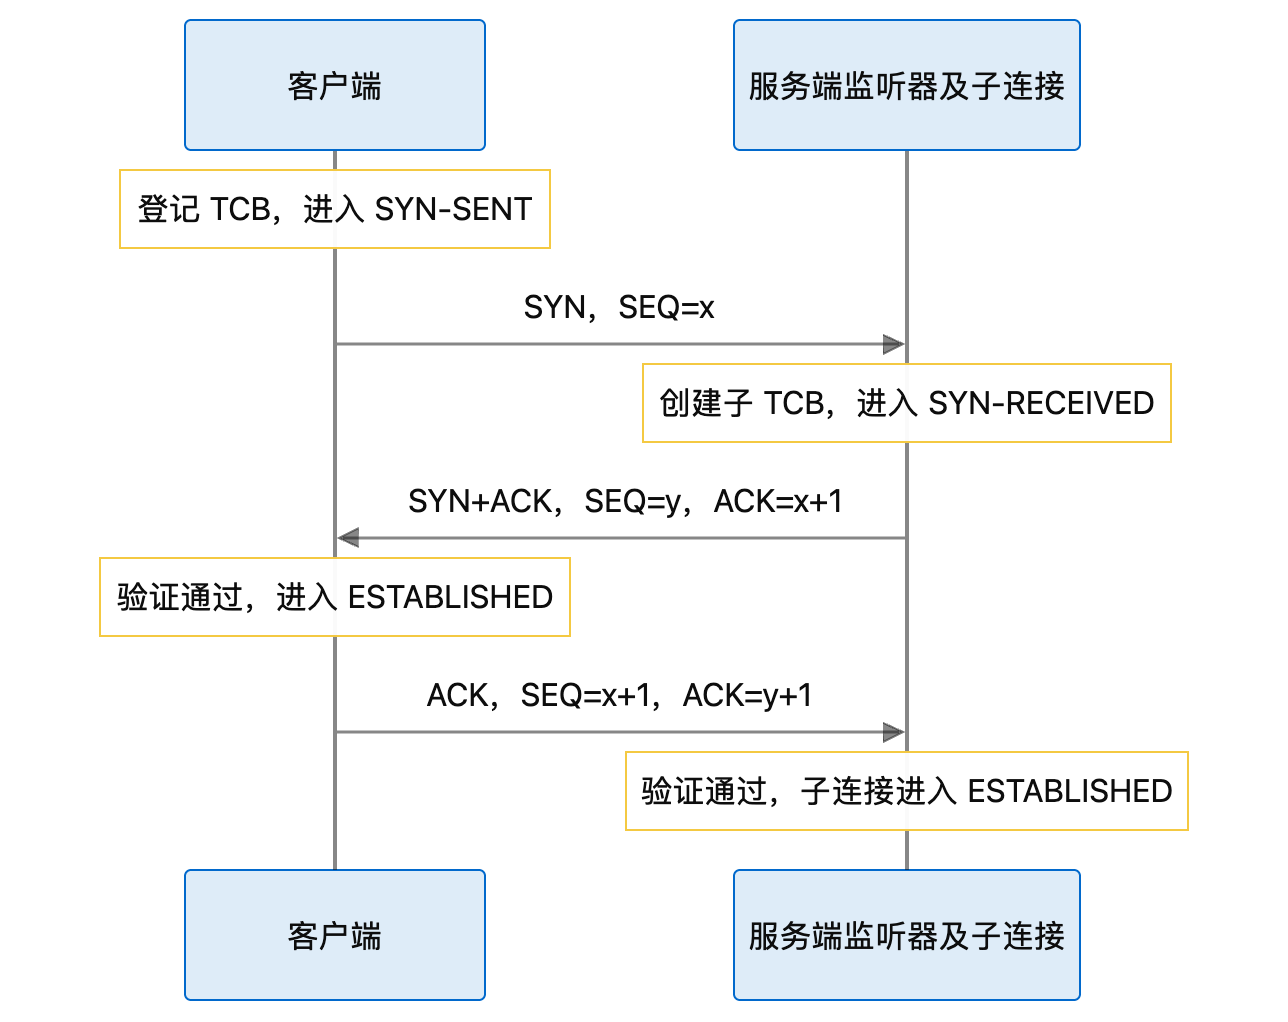 客户端
服务端监听器及子连接
登记 TCB，进入 SYN-SENT
SYN，SEQ=x
创建子 TCB，进入 SYN-RECEIVED
SYN+ACK，SEQ=y，ACK=x+1
验证通过，进入 ESTABLISHED
ACK，SEQ=x+1，ACK=y+1
验证通过，子连接进入 ESTABLISHED
客户端
服务端监听器及子连接